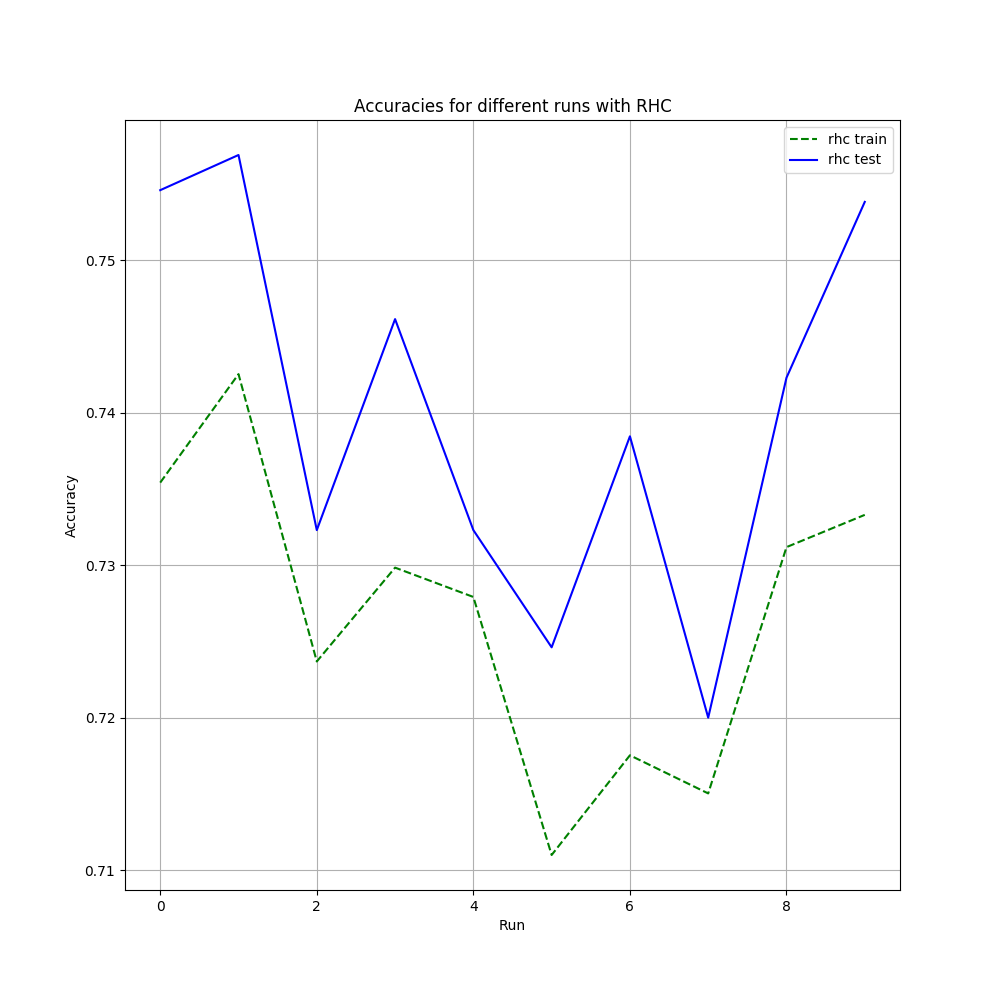 Accuracies for different runs with RHC
rhc train
rhc test
0.75
0.74
0.73
0.72
0.71
Accuracy
0 2 4 6 8
Run